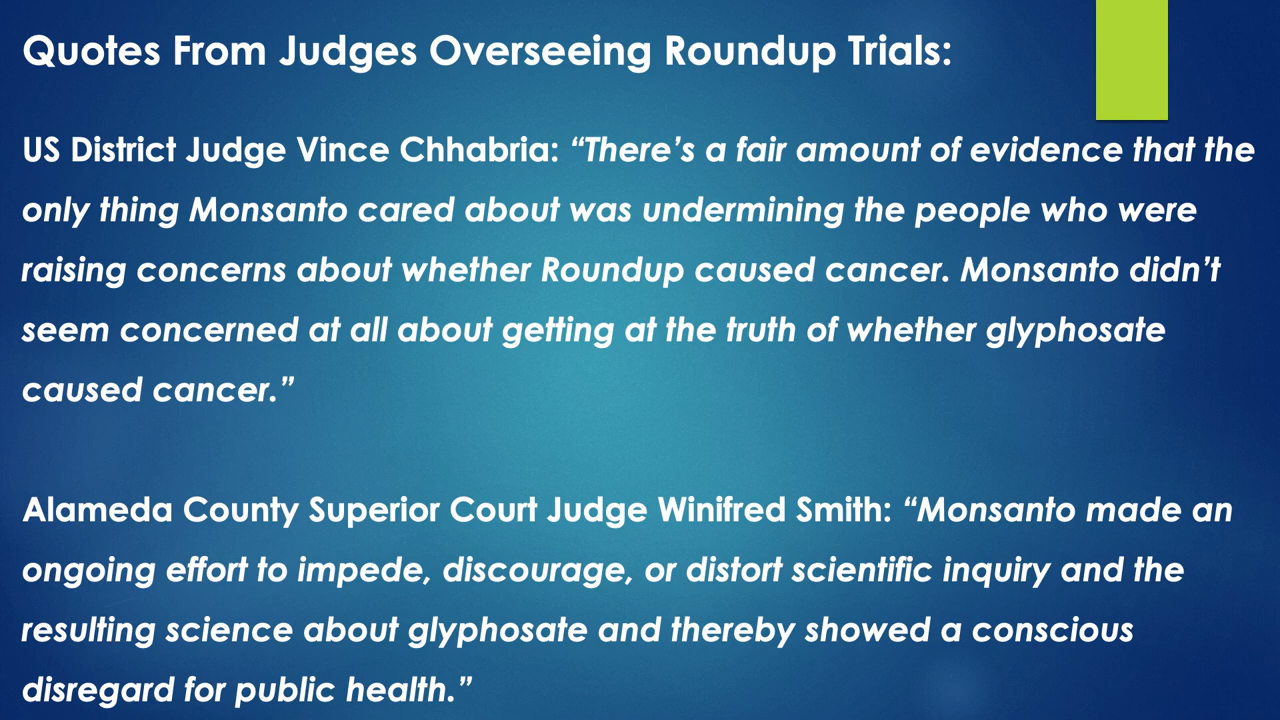 Quotes From Judges Overseeing Roundup Trials:
US District Judge Vince Chhabria: “There’s a fair amount of evidence that the
only thing Monsanto cared about was undermining the people who were
raising concerns about whether Roundup caused cancer. Monsanto didn’t
seem concerned at all about getting at the truth of whether glyphosate
caused cancer.”
Alameda County Superior Court Judge Winifred Smith: “Monsanto made an
ongoing effort to impede, discourage, or distort scientific inquiry and the
resulting science about glyphosate and thereby showed a conscious
disregard for public health.”